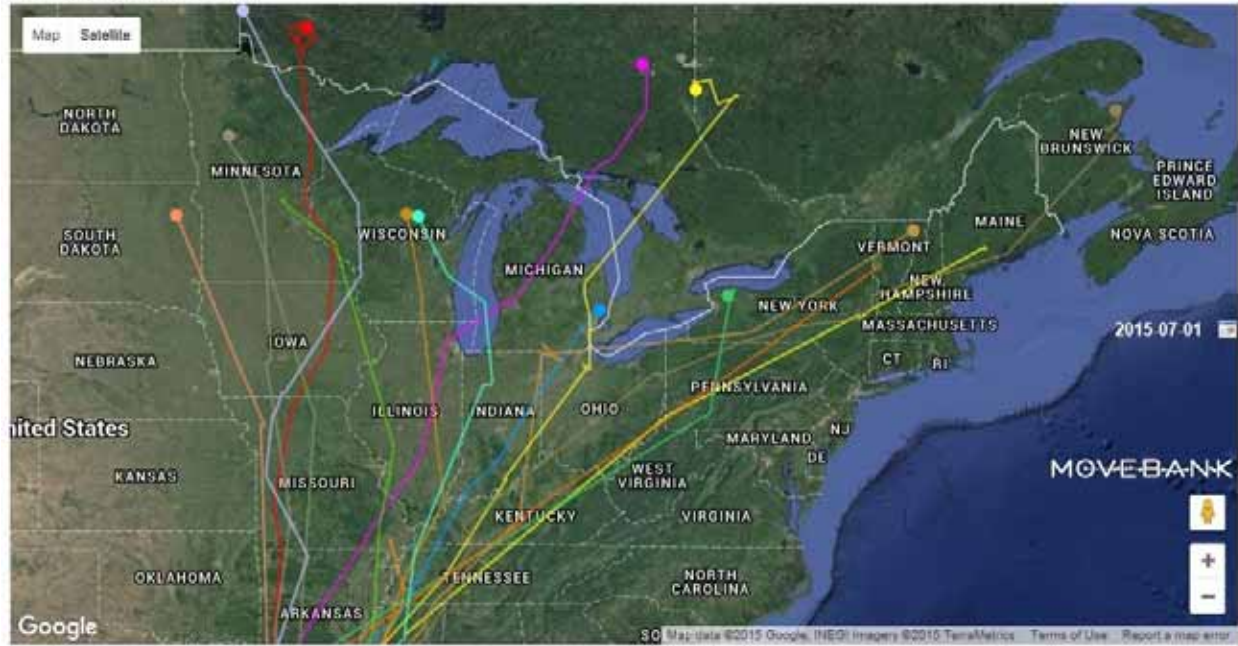 Map Satellite
NORTH
DAKOTA
MINNESOTA
SOUTH
DAKOTA
WISCONSIN
MICHIGAN
NEW
BRUNSWICK
PRINCE
EDWARD
ISLAND
MAINE
NOVA SCOTIA
VERMONT
NEW
HAMPSHIRE
NEW YORK
MASSACHUSETTS
2015-07-01
CT RI
IOWA
NEBRASKA
PENNSYLVANIA
ILLINOIS INDIANA OHIO
nited States
MARYLAND NJ
DE
KANSAS
MISSOURI
WEST
VIRGINIA
MOVEBANK
KENTUCKY
VIRGINIA
OKLAHOMA
TENNESSEE
NORTH
CAROLINA
ARKANSAS
+
−
Google
SO
Map data ©2015 Google, INEGI Imagery ©2015 TerraMetrics Terms of Use Report a map error